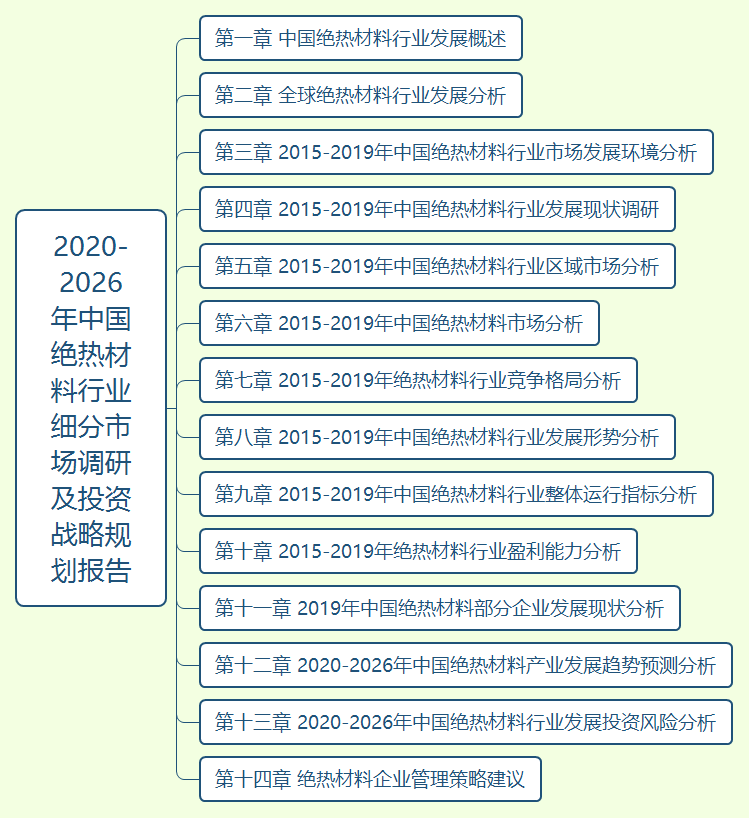 2020-
2026
年中国
绝热材
料行业
细分市
场调研
及投资
战略规
划报告
第一章 中国绝热材料行业发展概述
第二章 全球绝热材料行业发展分析
第三章 2015-2019年中国绝热材料行业市场发展环境分析
第四章 2015-2019年中国绝热材料行业发展现状调研
第五章 2015-2019年中国绝热材料行业区域市场分析
第六章 2015-2019年中国绝热材料市场分析
第七章 2015-2019年绝热材料行业竞争格局分析
第八章 2015-2019年中国绝热材料行业发展形势分析
第九章 2015-2019年中国绝热材料行业整体运行指标分析
第十章 2015-2019年绝热材料行业盈利能力分析
第十一章 2019年中国绝热材料部分企业发展现状分析
第十二章 2020-2026年中国绝热材料产业发展趋势预测分析
第十三章 2020-2026年中国绝热材料行业发展投资风险分析
第十四章 绝热材料企业管理策略建议